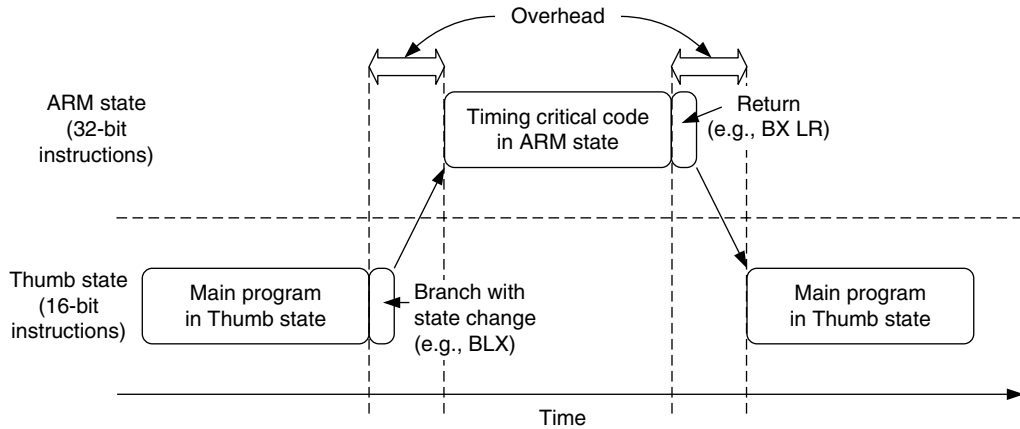 Overhead
ARM state
(32-bit
instructions)
Timing critical code
in ARM state
Return
(e.g., BX LR)
Thumb state
(16-bit
instructions)
Main program
in Thumb state
Branch with
state change
(e.g., BLX)
Main program
in Thumb state
Time